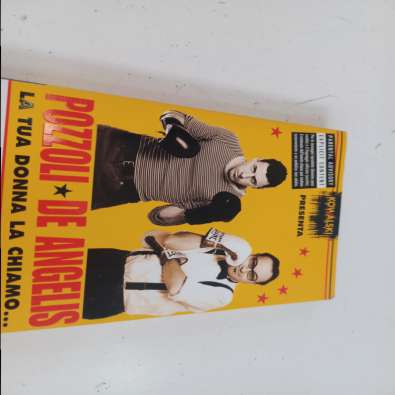 KOWALSKI
PRESENTA
PARENTAL ADVISORY
EXPLICIT CONTENT
POZZOLI ★ DE ANGELIS
LA TUA DONNA LA CHIAMO...